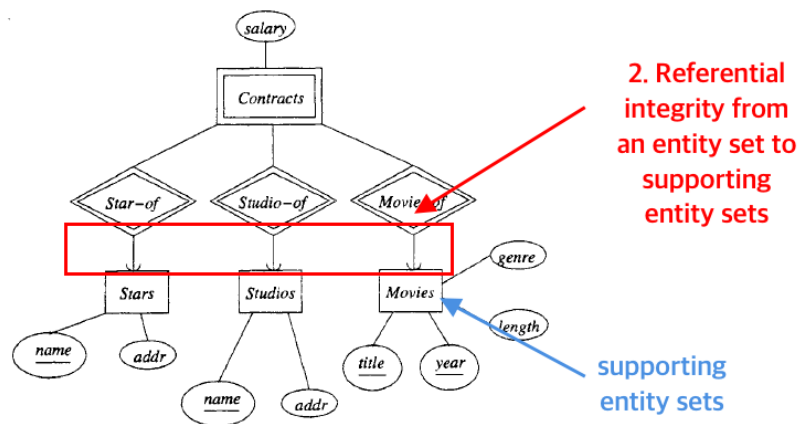 salary
Contracts
2. Referential
integrity from
an entity set to
supporting
entity sets
Star-of
Studio-of
Movie-of
genre
Stars
Studios
Movies
length
name
addr
title
year
name
addr
supporting
entity sets